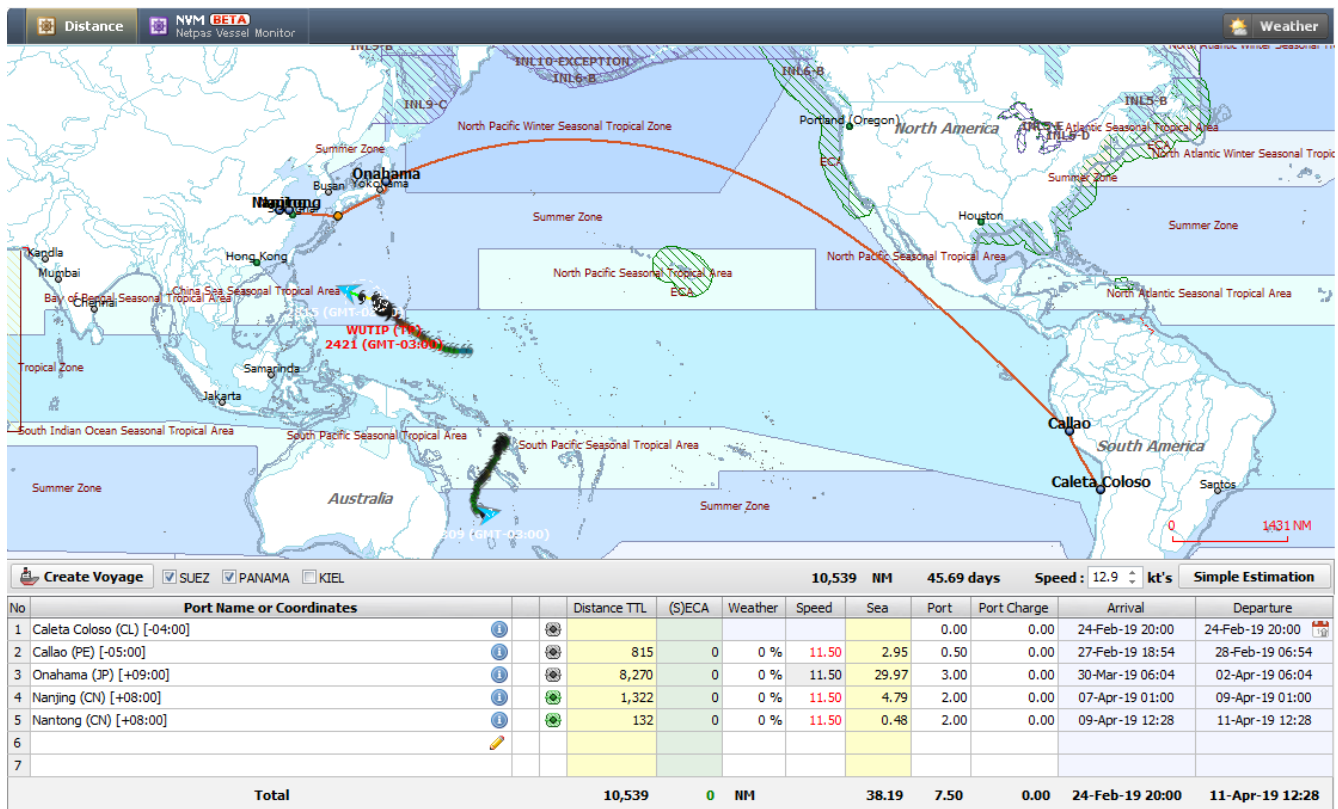 Distance
NVM BETA
Netpas Vessel Monitor
Weather
INL9-B
North Atlantic Winter Seasonal
INL10-EXCEPTION
INL6-B
INL6-B
INL9-C
INL5-B
Portland (Oregon)
North America
North Pacific Winter Seasonal Tropical Zone
Atlantic Seasonal Tropical Area
Summer Zone
ECA
ECA
North Atlantic Winter Seasonal Tropic
Onahama
Busan
Yokohama
Summer Zone
Nantong
Summer Zone
Houston
Summer Zone
Kandla
Hong Kong
North Pacific Seasonal Tropical Area
Mumbai
North Pacific Seasonal Tropical Area
ECA
China Sea Seasonal Tropical Area
Bay of Bengal Seasonal Tropical Area
Chennai
North Atlantic Seasonal Tropical Area
WUTIP (TY)
2421 (GMT-03:00)
Tropical Zone
Samarinda
Jakarta
Callao
South Indian Ocean Seasonal Tropical Area
South Pacific Seasonal Tropical Area
South Pacific Seasonal Tropical Area
South America
Summer Zone
Australia
Caleta Coloso
Santos
Summer Zone
309 (GMT-03:00)
0 1431 NM
Create Voyage SUEZ PANAMA KIEL 10,539 NM 45.69 days Speed : 12.9 kt's Simple Estimation
No Port Name or Coordinates Distance TTL (S)ECA Weather Speed Sea Port Port Charge Arrival Departure
1 Caleta Coloso (CL) [-04:00] 0.00 0.00 24-Feb-19 20:00 24-Feb-19 20:00
2 Callao (PE) [-05:00] 815 0 0 % 11.50 2.95 0.50 0.00 27-Feb-19 18:54 28-Feb-19 06:54
3 Onahama (JP) [+09:00] 8,270 0 0 % 11.50 29.97 3.00 0.00 30-Mar-19 06:04 02-Apr-19 06:04
4 Nanjing (CN) [+08:00] 1,322 0 0 % 11.50 4.79 2.00 0.00 07-Apr-19 01:00 09-Apr-19 01:00
5 Nantong (CN) [+08:00] 132 0 0 % 11.50 0.48 2.00 0.00 09-Apr-19 12:28 11-Apr-19 12:28
6
7
Total 10,539 0 NM 38.19 7.50 0.00 24-Feb-19 20:00 11-Apr-19 12:28